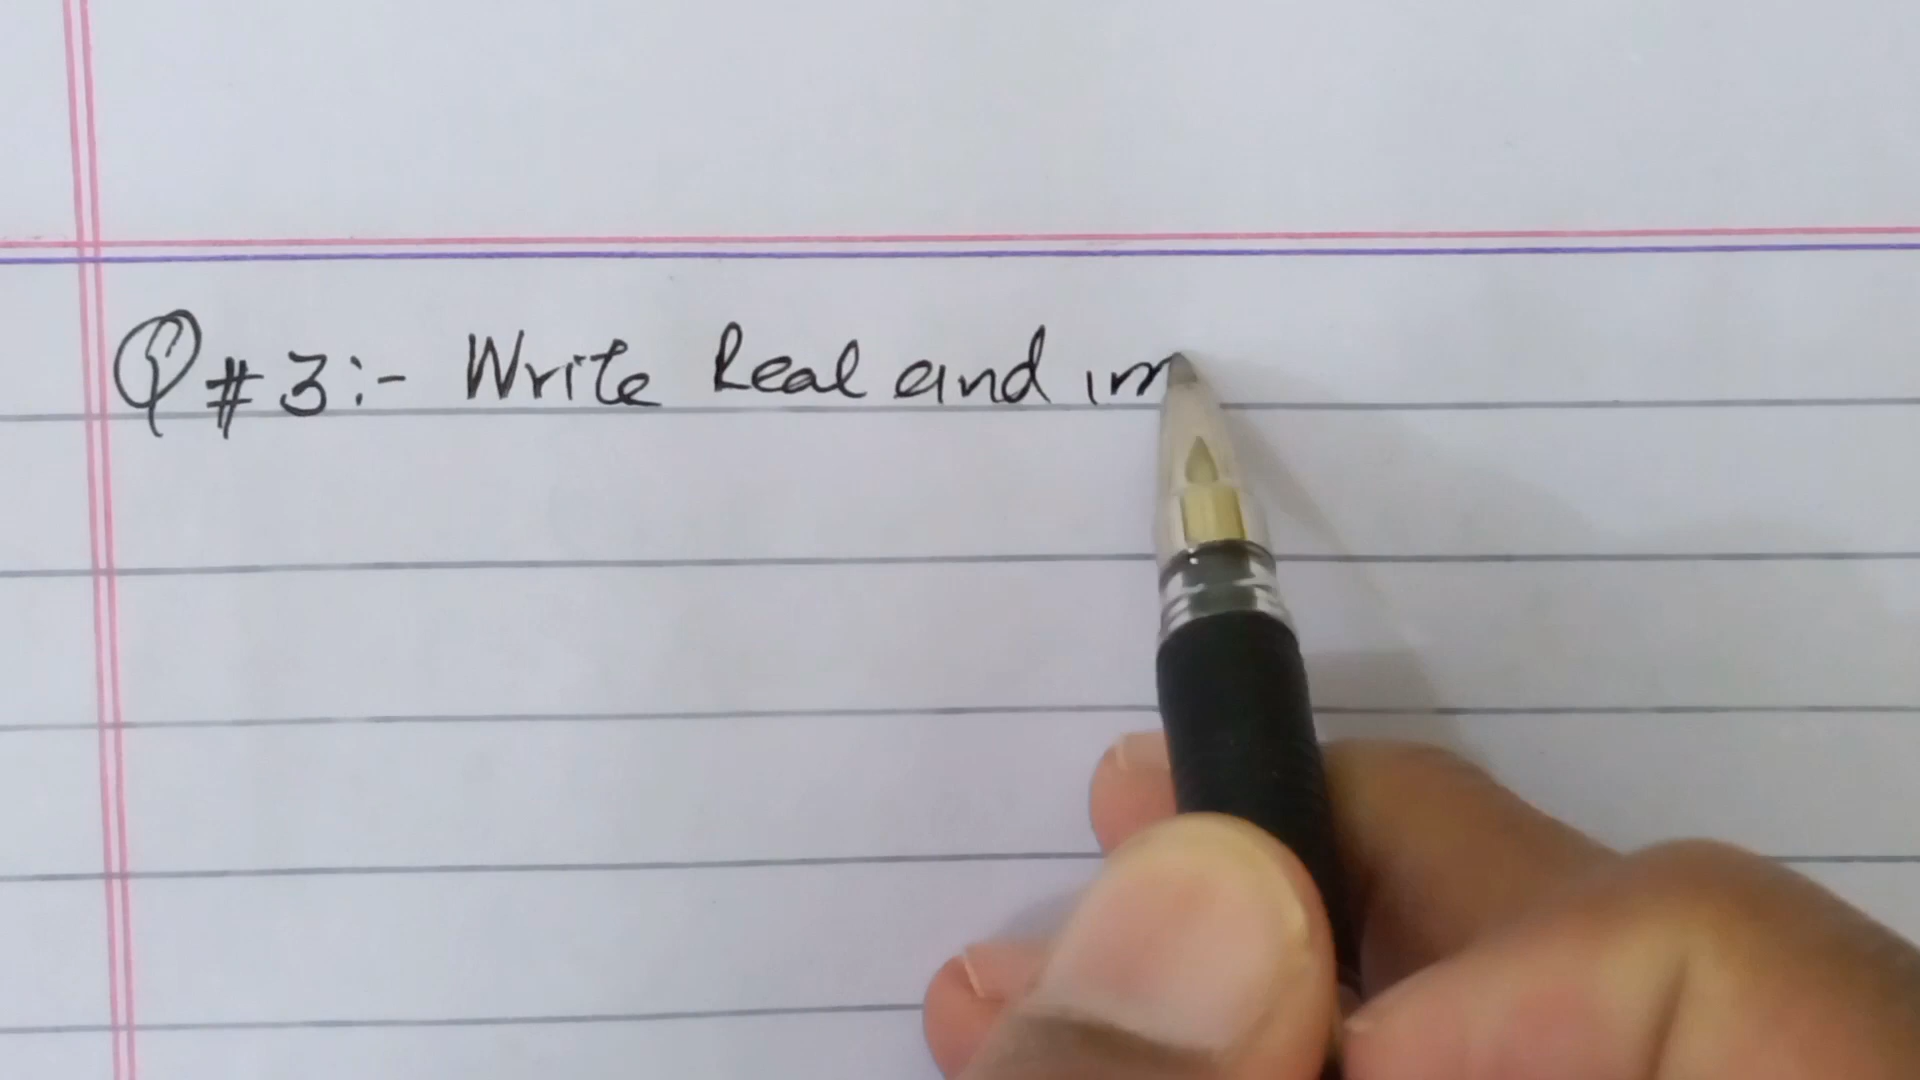 Q # 3:- Write Real and im